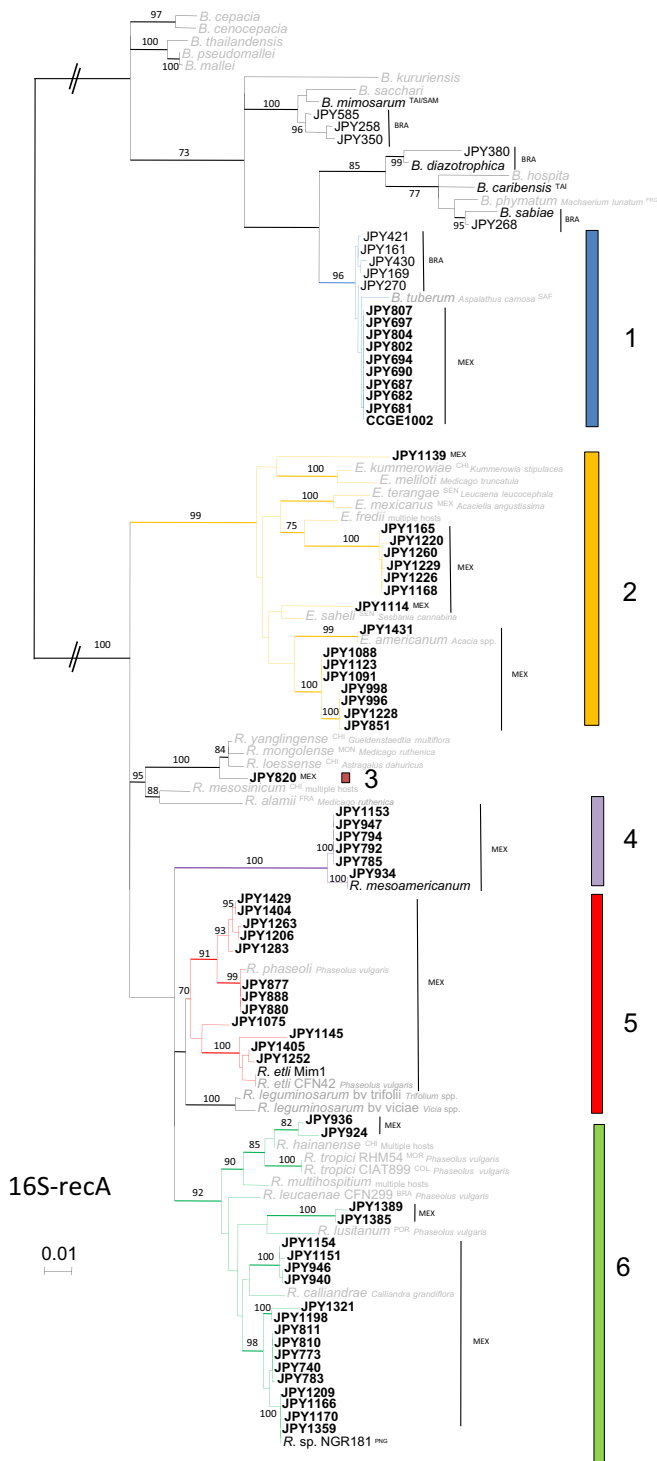 97
B. cepacia
B. cenocepacia
100
B. thailandensis
B. pseudomallei
100
B. mallei
B. kururiensis
73
B. sacchari
100
B. mimosarum TAI/SAM
JPY585
96
JPY258
JPY350
BRA
85
JPY380
99
B. diazotrophica
BRA
B. hospita
77
B. caribensis TAI
B. phymatum Machaerium lunatum PNG
B. sabiae
95
JPY268
BRA
JPY421
JPY161
JPY430
JPY169
JPY270
BRA
96
B. tuberum Aspalathus carnosa SAF
JPY807
JPY697
JPY804
JPY802
JPY694
JPY690
JPY687
JPY682
JPY681
CCGE1002
MEX
1
99
JPY1139 MEX
100
E. kummerowiae CHI Kummerowia stipulacea
E. meliloti Medicago truncatula
100
E. terangae SEN Leucaena leucocephala
E. mexicanus MEX Acaciella angustissima
75
E. fredii multiple hosts
100
JPY1165
JPY1220
JPY1260
JPY1229
JPY1226
JPY1168
MEX
JPY1114 MEX
E. saheli SEN Sesbania cannabina
99
JPY1431
E. americanum Acacia spp.
100
JPY1088
JPY1123
JPY1091
100
JPY998
JPY996
JPY1228
JPY851
MEX
2
100
95
100
84
R. yanglingense CHI Gueldenstaedtia multiflora
R. mongolense MON Medicago ruthenica
R. loessense CHI Astragalus dahuricus
JPY820 MEX
3
88
R. mesosinicum CHI multiple hosts
R. alamii FRA Medicago ruthenica
100
JPY1153
JPY947
JPY794
JPY792
JPY785
100
JPY934
R. mesoamericanum
MEX
4
70
91
93
95
JPY1429
JPY1404
JPY1263
JPY1206
JPY1283
R. phaseoli Phaseolus vulgaris
99
JPY877
JPY888
JPY880
JPY1075
100
JPY1145
JPY1405
JPY1252
R. etli Mim1
R. etli CFN42 Phaseolus vulgaris
MEX
5
100
R. leguminosarum bv trifolii Trifolium spp.
R. leguminosarum bv viciae Vicia spp.
92
90
85
82
JPY936
JPY924
MEX
R. hainanense CHI Multiple hosts
100
R. tropici RHM54 MOR Phaseolus vulgaris
R. tropici CIAT899 COL Phaseolus vulgaris
R. multihospitium multiple hosts
R. leucaenae CFN299 BRA Phaseolus vulgaris
100
JPY1389
JPY1385
MEX
R. lusitanum POR Phaseolus vulgaris
100
JPY1154
JPY1151
JPY946
JPY940
R. calliandrae Calliandra grandiflora
98
100
JPY1321
JPY1198
JPY811
JPY810
JPY773
JPY740
JPY783
100
JPY1209
JPY1166
JPY1170
JPY1359
R. sp. NGR181 PNG
MEX
6
16S-recA
0.01